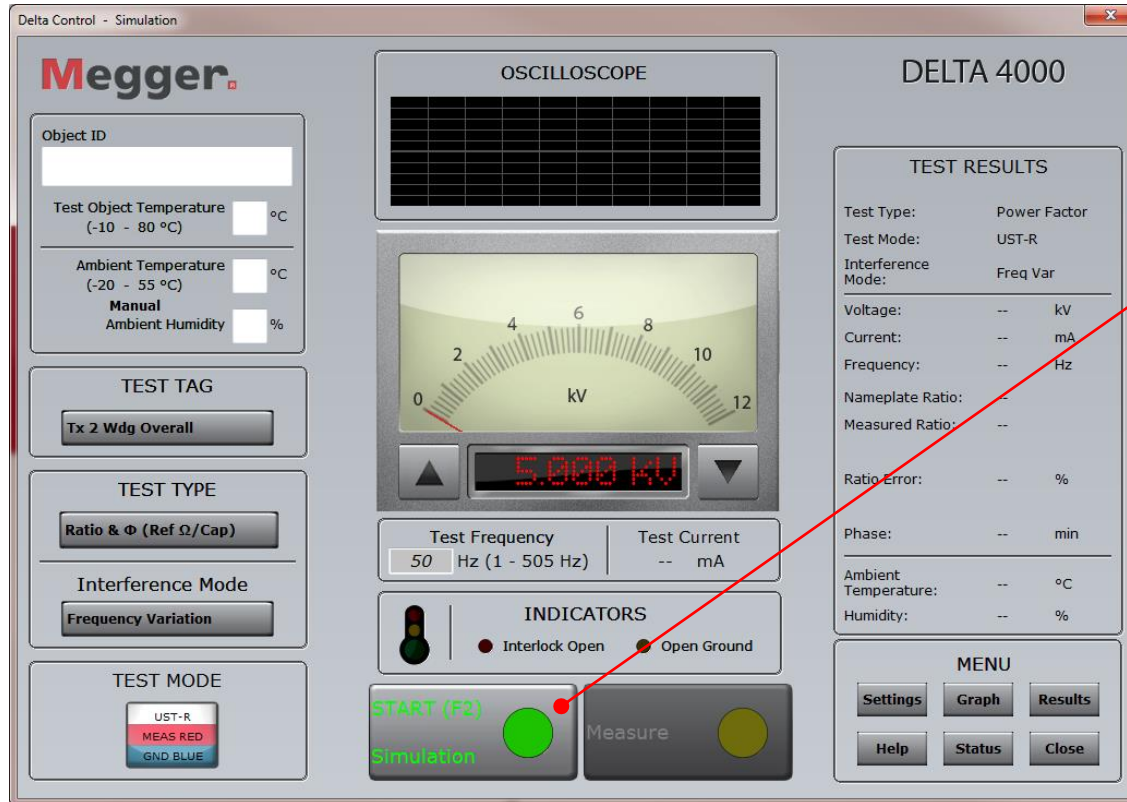 Delta Control - Simulation
Megger.
Object ID
Test Object Temperature
(-10 - 80 ºC)
ºC
Ambient Temperature
(-20 - 55 ºC)
ºC
Manual
Ambient Humidity
%
TEST TAG
Tx 2 Wdg Overall
TEST TYPE
Ratio & Φ (Ref Ω/Cap)
Interference Mode
Frequency Variation
TEST MODE
UST-R
MEAS RED
GND BLUE
OSCILLOSCOPE
0 2 4 6 8 10 12
kV
5.000 kV
Test Frequency
50 Hz (1 - 505 Hz)
Test Current
-- mA
INDICATORS
Interlock Open
Open Ground
START (F2)
Simulation
Measure
DELTA 4000
TEST RESULTS
Test Type: Power Factor
Test Mode: UST-R
Interference
Mode: Freq Var
Voltage: -- kV
Current: -- mA
Frequency: -- Hz
Nameplate Ratio: --
Measured Ratio: --
Ratio Error: -- %
Phase: -- min
Ambient
Temperature: -- ºC
Humidity: -- %
MENU
Settings Graph Results
Help Status Close